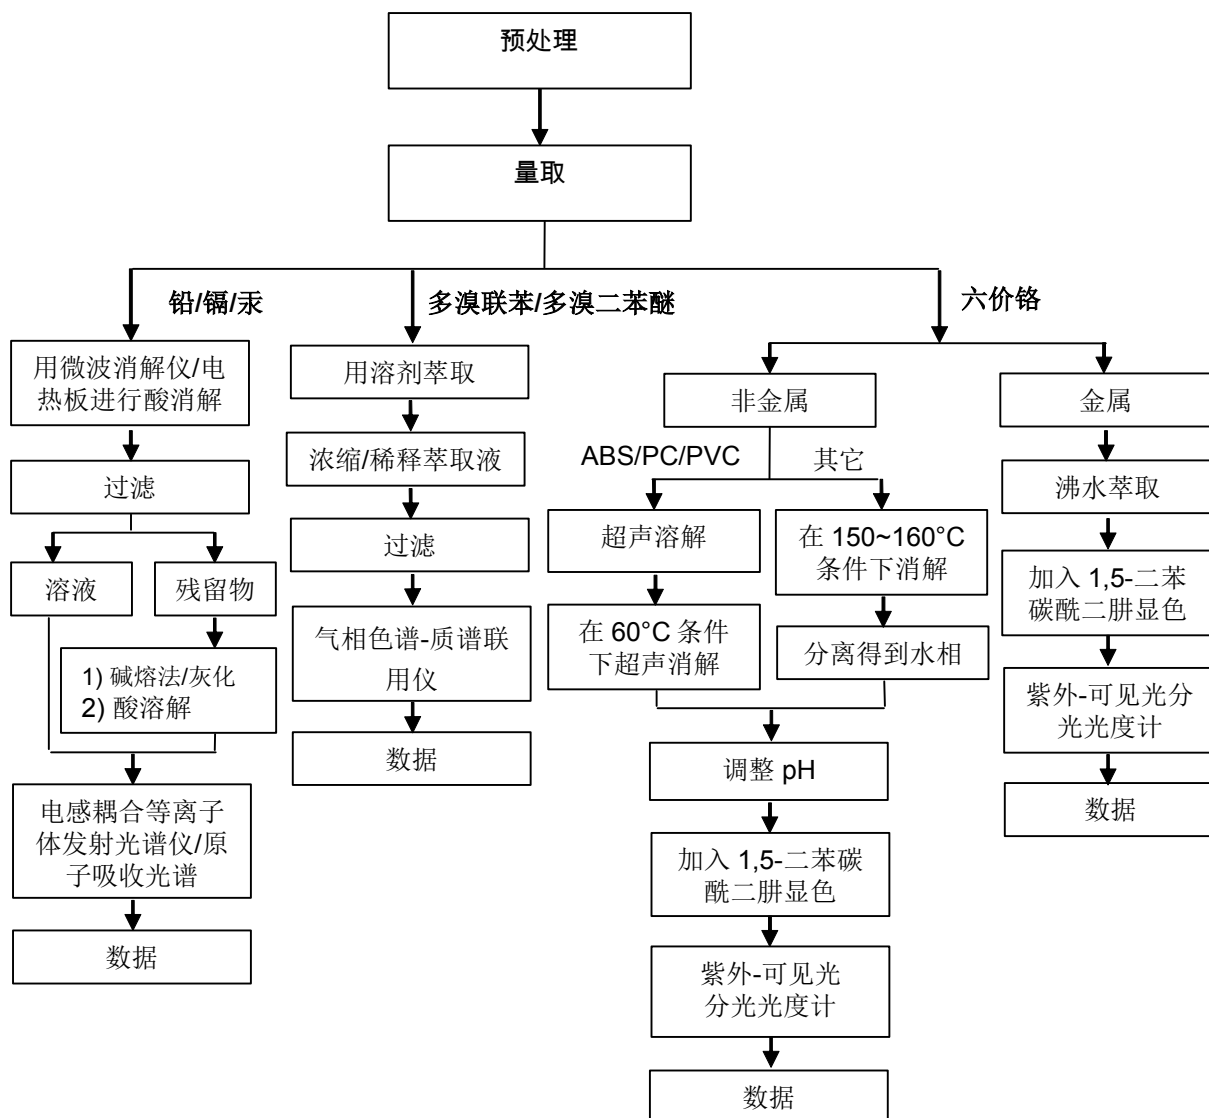 预处理
量取
铅/镉/汞
多溴联苯/多溴二苯醚
六价铬
用微波消解仪/电
热板进行酸消解
过滤
溶液
残留物
1) 碱熔法/灰化
2) 酸溶解
电感耦合等离子
体发射光谱仪/原
子吸收光谱
数据
用溶剂萃取
浓缩/稀释萃取液
过滤
气相色谱-质谱联
用仪
数据
非金属
ABS/PC/PVC
其它
超声溶解
在 60°C 条件
下超声消解
在 150~160°C
条件下消解
分离得到水相
调整 pH
加入 1,5-二苯碳
酰二肼显色
紫外-可见光
分光光度计
数据
金属
沸水萃取
加入 1,5-二苯
碳酰二肼显色
紫外-可见光分
光光度计
数据